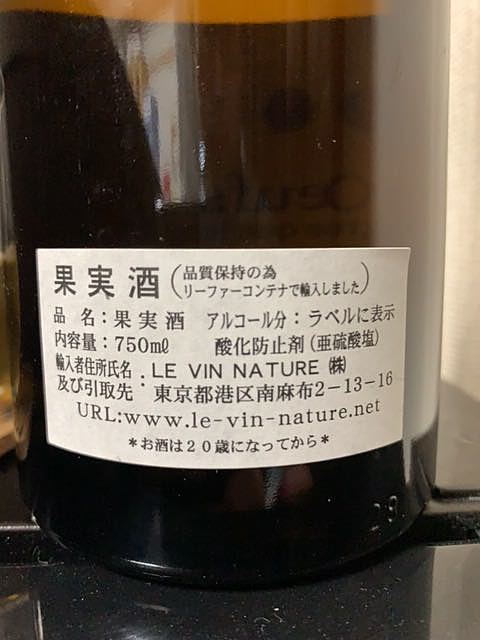 果実酒(品質保持の為
リーファーコンテナで輸入しました)
品 名:果実酒 アルコール分:ラベルに表示
内容量:750mℓ 酸化防止剤(亜硫酸塩)
輸入者住所氏名 . LE VIN NATURE ㈱
及び引取先:東京都港区南麻布2-13-16
URL:www.le-vin-nature.net
*お酒は20歳になってから*